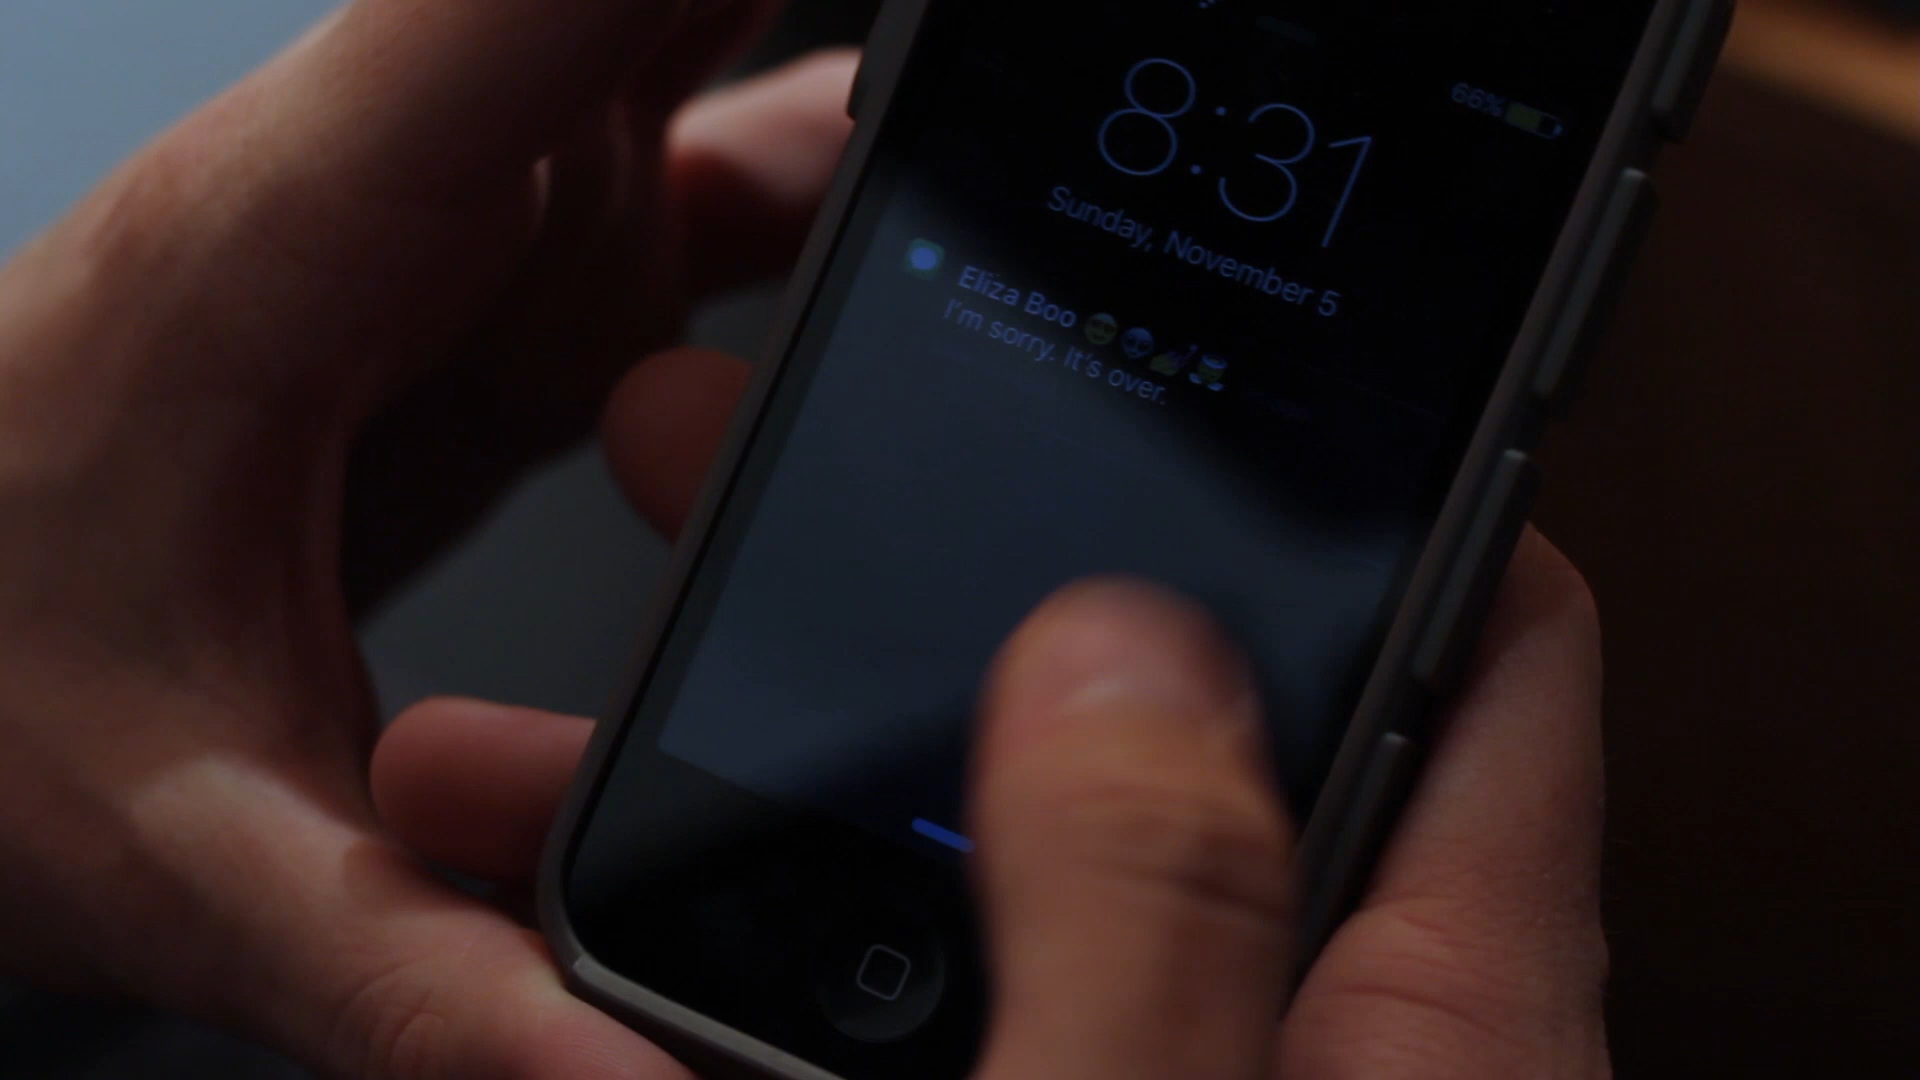 66%
8:31
Sunday, November 5
Eliza Boo 😎👽💅💂
I'm sorry. It's over.